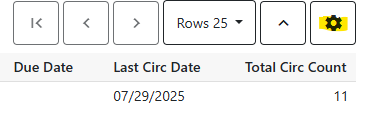 Rows 25
Due Date Last Circ Date Total Circ Count
07/29/2025 11